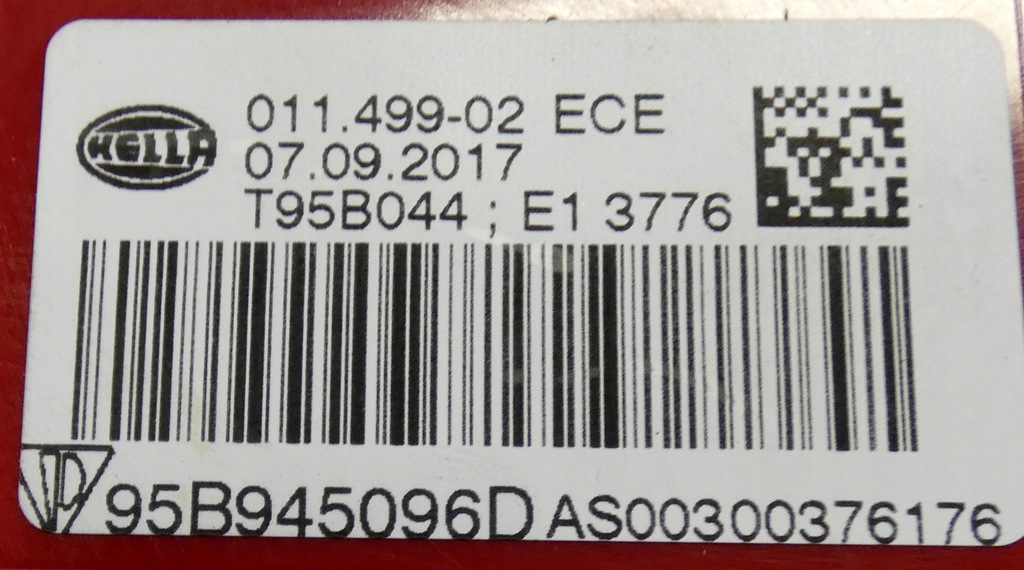 HELLA
011.499-02 ECE
07.09.2017
T95B044 ; E1 3776
95B945096D AS00300376176